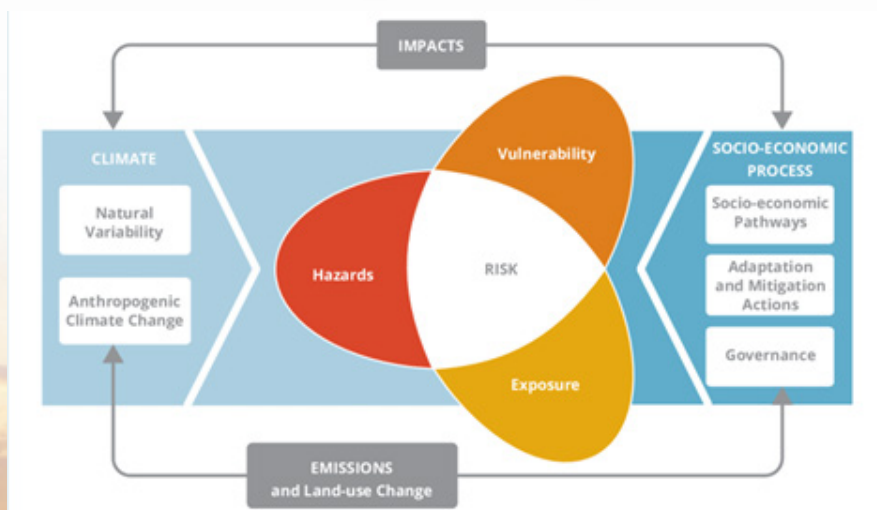 IMPACTS
CLIMATE
Natural
Variability
Anthropogenic
Climate Change
Vulnerability
Hazards
RISK
Exposure
SOCIO-ECONOMIC
PROCESS
Socio-economic
Pathways
Adaptation
and Mitigation
Actions
Governance
EMISSIONS
and Land-use Change